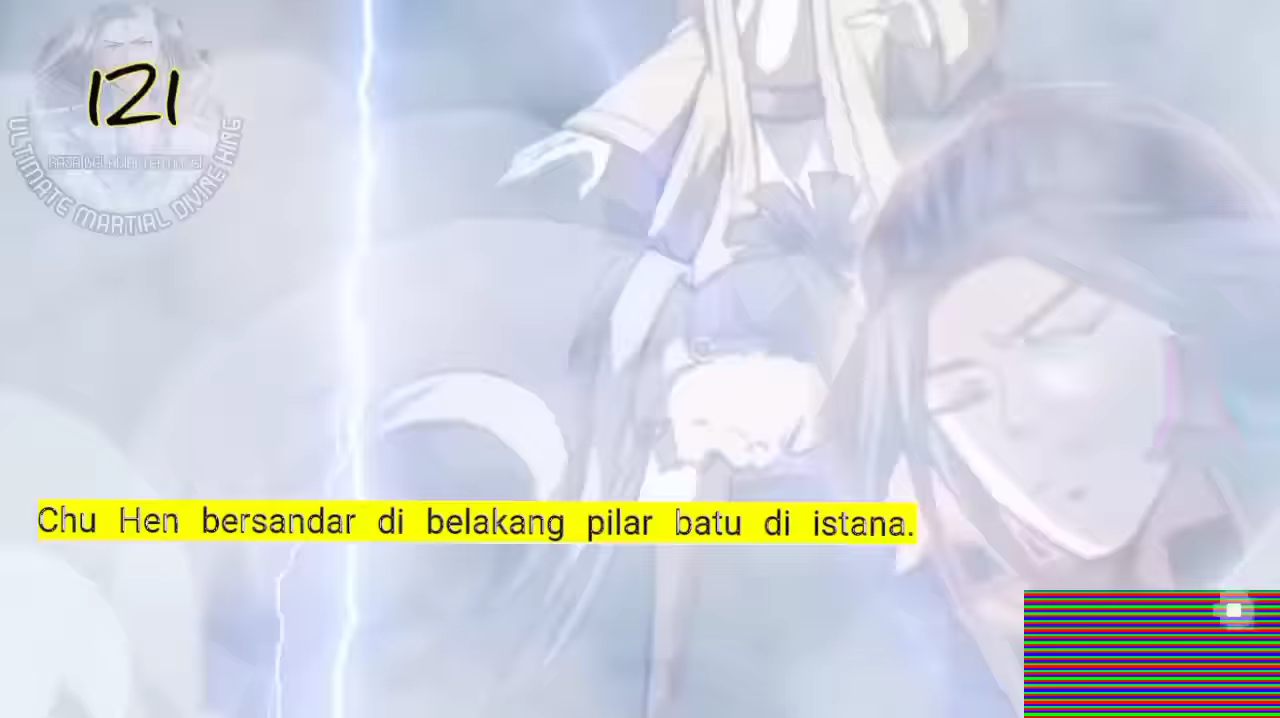 121
ULTIMATE MARTIAL DIVINE KING
Chu Hen bersandar di belakang pilar batu di istana.